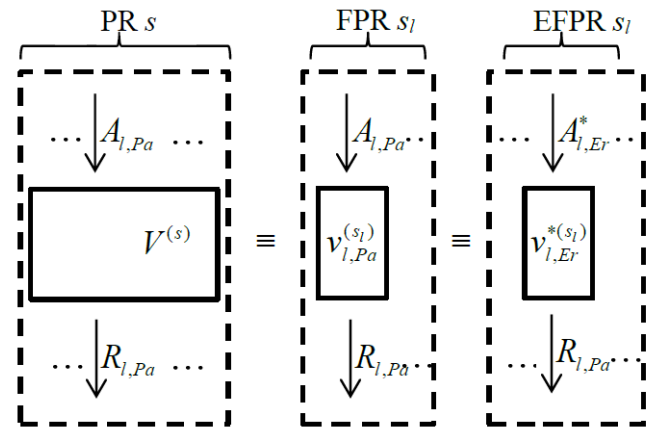 PR s FPR s_l EFPR s_l
... A_{l,Pa} ... A_{l,Pa} ... ... A^*_{l,Er} ...
V^{(s)} ≡ v^{(s_l)}_{l,Pa} ≡ v^{*(s_l)}_{l,Er}
... R_{l,Pa} ... R_{l,Pa} ... ... R_{l,Pa} ...